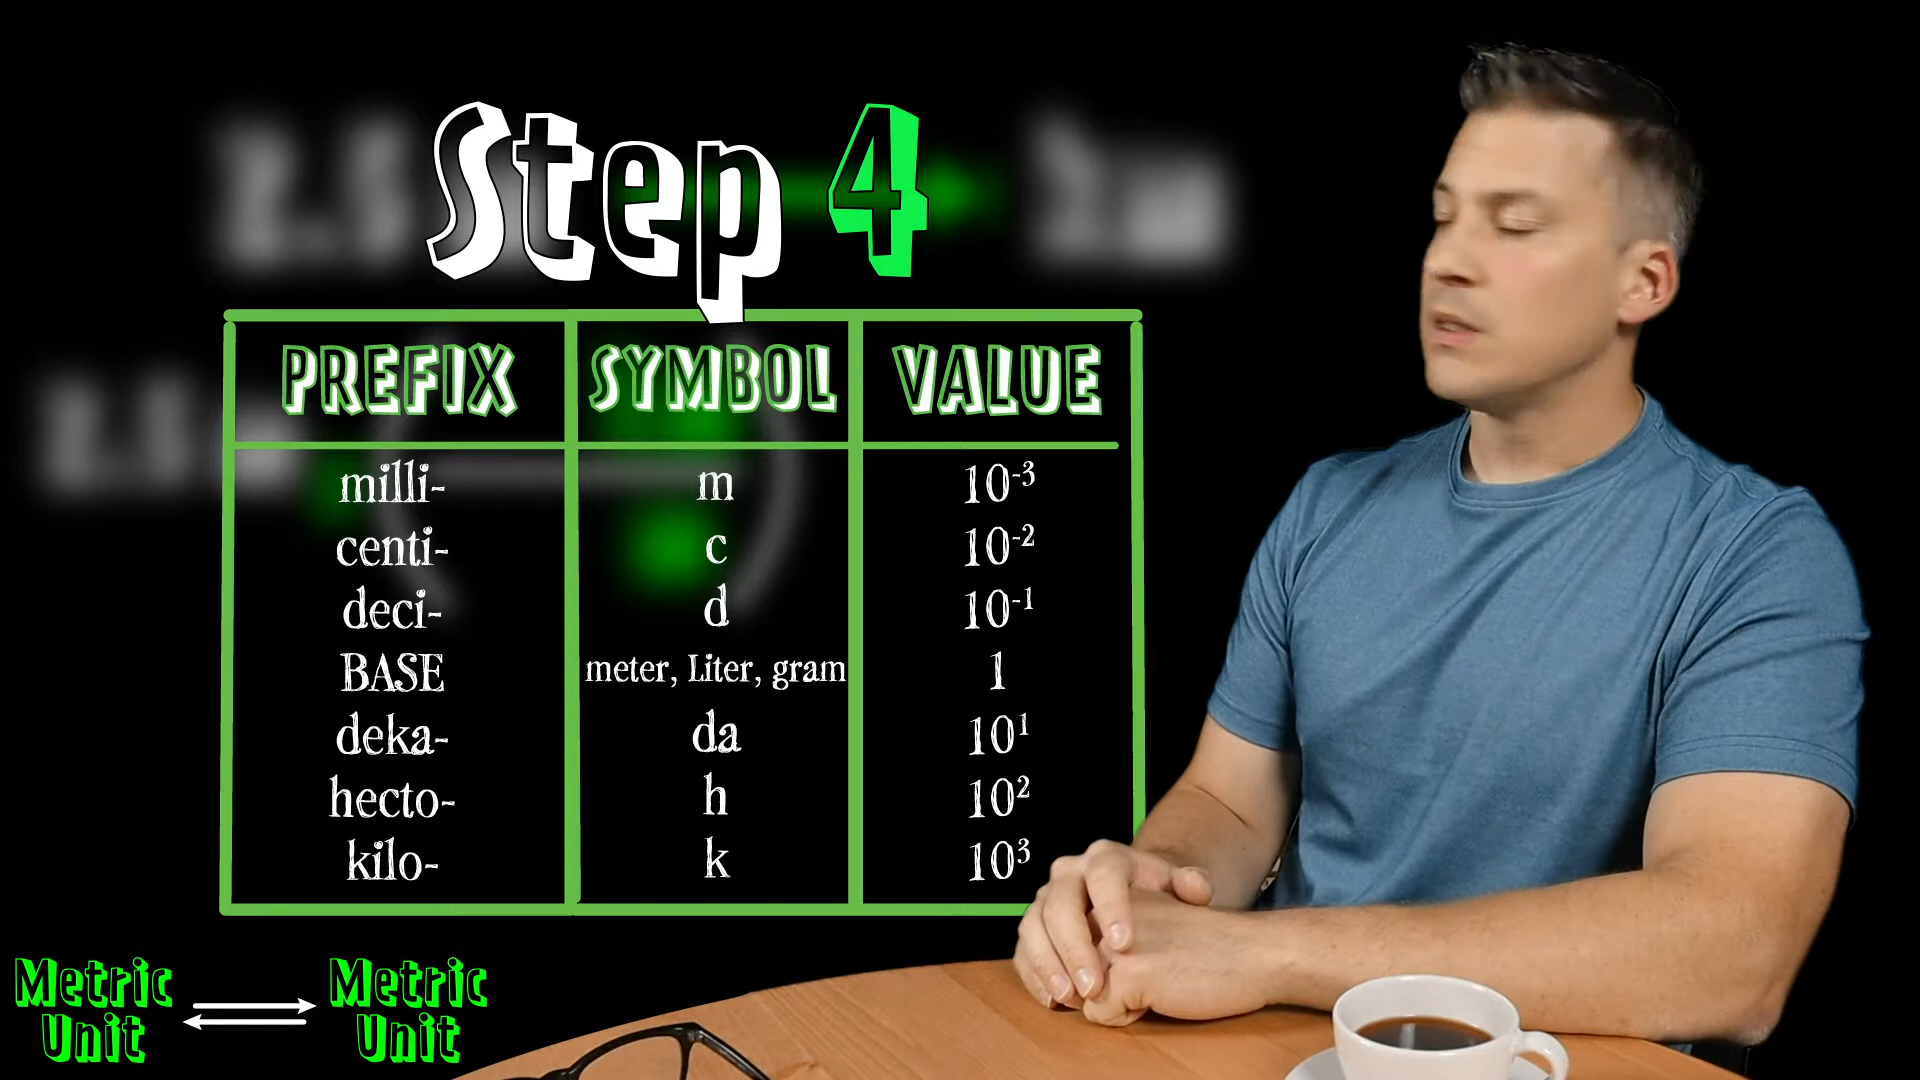 Step 4
PREFIX SYMBOL VALUE
milli- m 10⁻³
centi- c 10⁻²
deci- d 10⁻¹
BASE meter, Liter, gram 1
deka- da 10¹
hecto- h 10²
kilo- k 10³
Metric Unit
Metric Unit